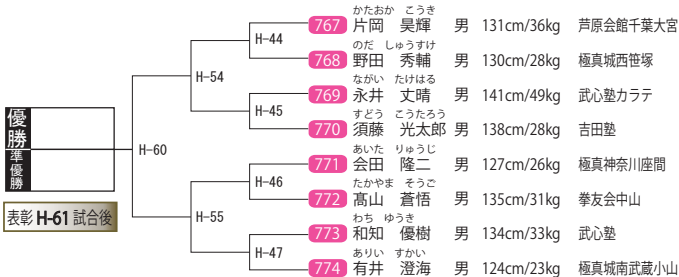 かたおか こうき
H-44 767 片岡 昊輝 男 131cm/36kg 芦原会館千葉大宮
のだ しゅうすけ
768 野田 秀輔 男 130cm/28kg 極真城西笹塚
H-54
ながい たけはる
769 永井 丈晴 男 141cm/49kg 武心塾カラテ
H-45
すどう こうたろう
770 須藤 光太郎 男 138cm/28kg 吉田塾
優勝
H-60
準優勝
あいた りゅうじ
771 会田 隆二 男 127cm/26kg 極真神奈川座間
H-46
たかやま そうご
772 髙山 蒼悟 男 135cm/31kg 拳友会中山
表彰 H-61 試合後
H-55
わち ゆうき
773 和知 優樹 男 134cm/33kg 武心塾
H-47
ありい すかい
774 有井 澄海 男 124cm/23kg 極真城南武蔵小山